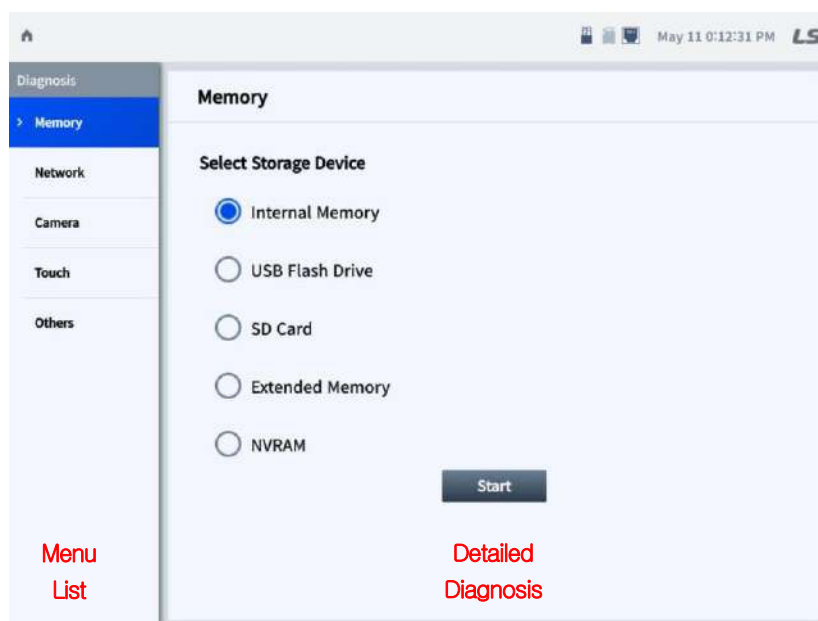 May 11 0:12:31 PM LS
Diagnosis
> Memory
Network
Camera
Touch
Others
Memory
Select Storage Device
Internal Memory
USB Flash Drive
SD Card
Extended Memory
NVRAM
Start
Menu
List
Detailed
Diagnosis